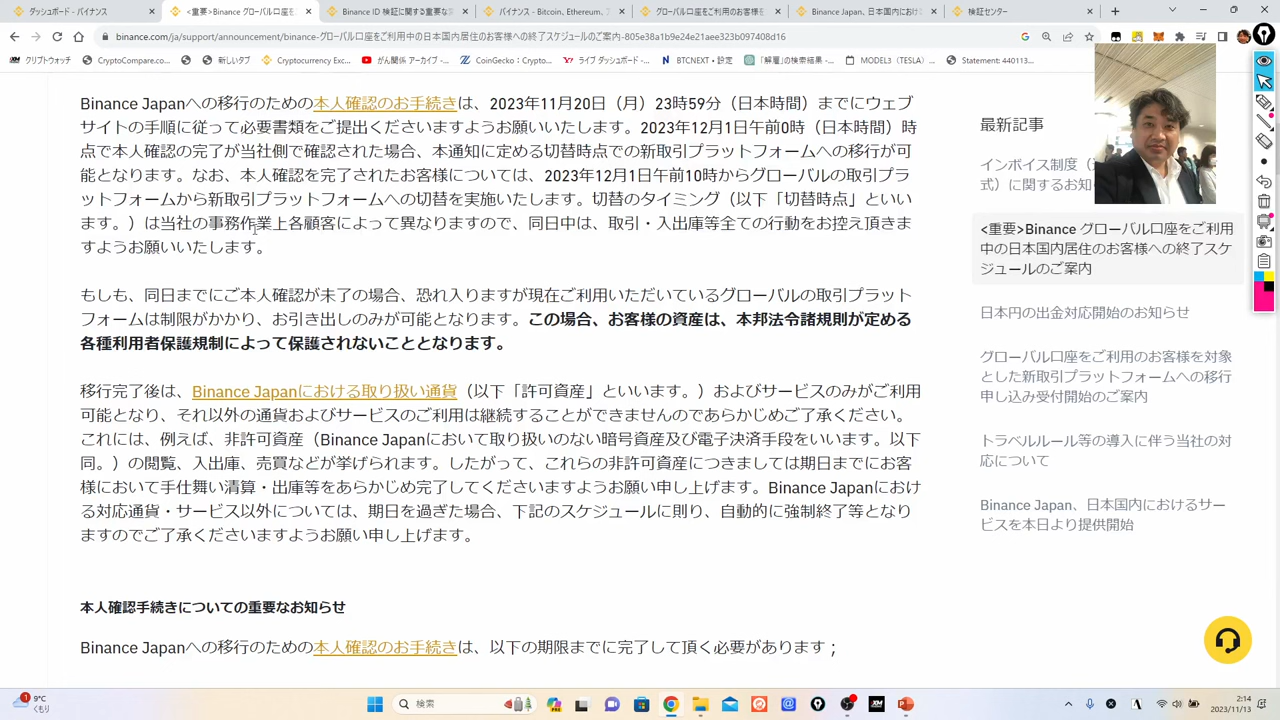 ダッシュボード - バイナンス
<重要>Binance グローバル口座を
Binance ID 検証に関する重要な
バイナンス - Bitcoin, Ethereum,
グローバル口座をご利用のお客様を
Binance Japan、日本国内におけ
検証センター
binance.com/ja/support/announcement/binance-グローバル口座をご利用中の日本国内居住のお客様への終了スケジュールのご案内-805e38a1b9e24e21aee323b097408d16
クリプトウォッチ
CryptoCompare.co...
新しいタブ
Cryptocurrency Exc...
がん関係 アーカイブ -...
CoinGecko : Crypto...
ライブ ダッシュボード -...
BTCNEXT • 設定
「解雇」の検索結果 -...
MODEL3（TESLA）...
Statement: 440113...
Binance Japanへの移行のための本人確認のお手続きは、2023年11月20日（月）23時59分（日本時間）までにウェブ
サイトの手順に従って必要書類をご提出くださいますようお願いいたします。2023年12月1日午前0時（日本時間）時
点で本人確認の完了が当社側で確認された場合、本通知に定める切替時点での新取引プラットフォームへの移行が可
能となります。なお、本人確認を完了されたお客様については、2023年12月1日午前10時からグローバルの取引プラ
ットフォームから新取引プラットフォームへの切替を実施いたします。切替のタイミング（以下「切替時点」といい
ます。）は当社の事務作業上各顧客によって異なりますので、同日中は、取引・入出庫等全ての行動をお控え頂きま
すようお願いいたします。
もしも、同日までにご本人確認が未了の場合、恐れ入りますが現在ご利用いただいているグローバルの取引プラット
フォームは制限がかかり、お引き出しのみが可能となります。この場合、お客様の資産は、本邦法令諸規則が定める
各種利用者保護規制によって保護されないこととなります。
移行完了後は、Binance Japanにおける取り扱い通貨（以下「許可資産」といいます。）およびサービスのみがご利用
可能となり、それ以外の通貨およびサービスのご利用は継続することができませんのであらかじめご了承ください。
これには、例えば、非許可資産（Binance Japanにおいて取り扱いのない暗号資産及び電子決済手段をいいます。以下
同。）の閲覧、入出庫、売買などが挙げられます。したがって、これらの非許可資産につきましては期日までにお客
様において手仕舞い清算・出庫等をあらかじめ完了してくださいますようお願い申し上げます。Binance Japanにおけ
る対応通貨・サービス以外については、期日を過ぎた場合、下記のスケジュールに則り、自動的に強制終了等となり
ますのでご了承くださいますようお願い申し上げます。
本人確認手続きについての重要なお知らせ
Binance Japanへの移行のための本人確認のお手続きは、以下の期限までに完了して頂く必要があります；
最新記事
インボイス制度（
式）に関するお知
<重要>Binance グローバル口座をご利用
中の日本国内居住のお客様への終了スケ
ジュールのご案内
日本円の出金対応開始のお知らせ
グローバル口座をご利用のお客様を対象
とした新取引プラットフォームへの移行
申し込み受付開始のご案内
トラベルルール等の導入に伴う当社の対
応について
Binance Japan、日本国内におけるサー
ビスを本日より提供開始
1
9°C
くもり
検索
A
2:14
2023/11/13